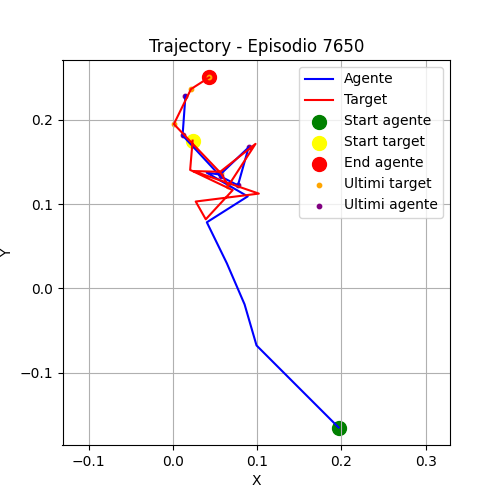 Trajectory - Episodio 7650
Agente
Target
Start agente
Start target
End agente
Ultimi target
Ultimi agente
0.2
0.1
0.0
−0.1
Y
−0.1
0.0
0.1
0.2
0.3
X